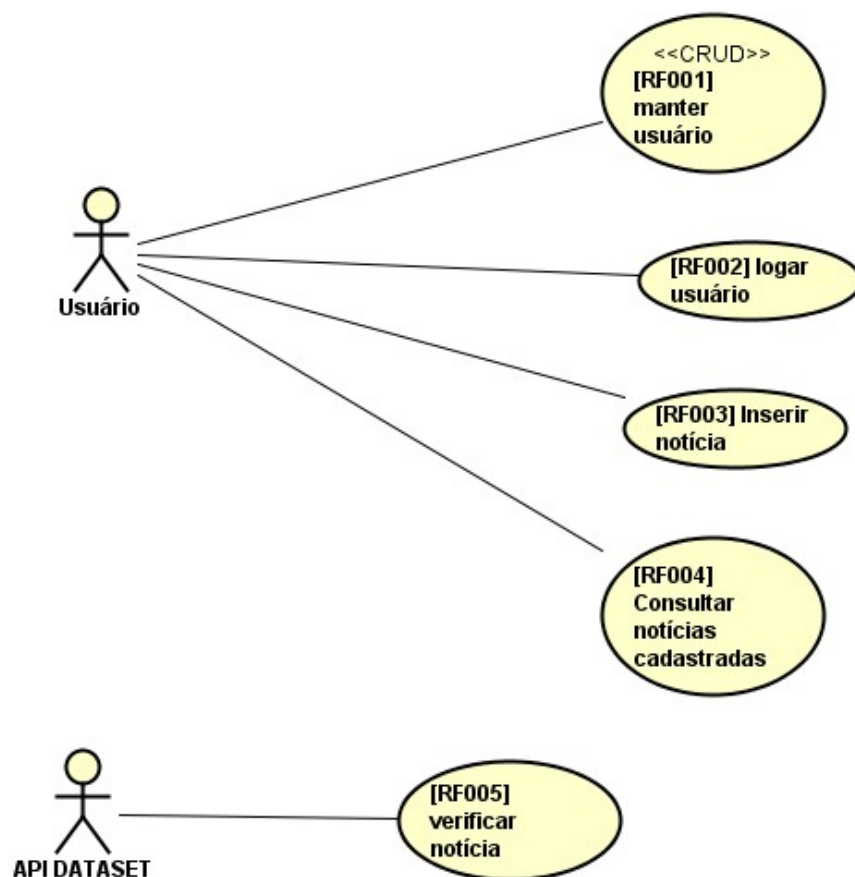 <<CRUD>>
[RF001]
manter
usuário
Usuário
[RF002] logar
usuário
[RF003] Inserir
notícia
[RF004]
Consultar
notícias
cadastradas
[RF005]
verificar
notícia
API DATASET